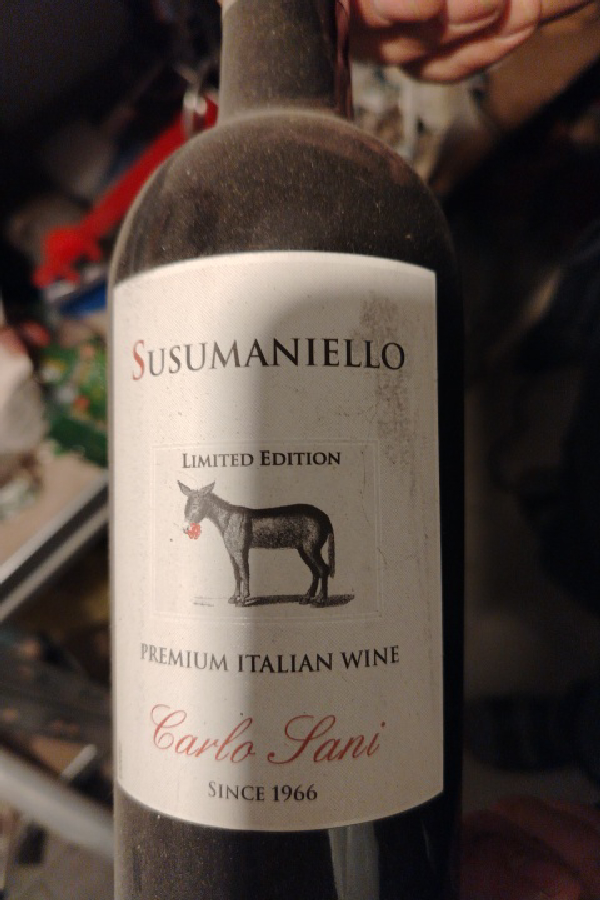 SUSUMANIELLO
LIMITED EDITION
PREMIUM ITALIAN WINE
Carlo Sani
SINCE 1966